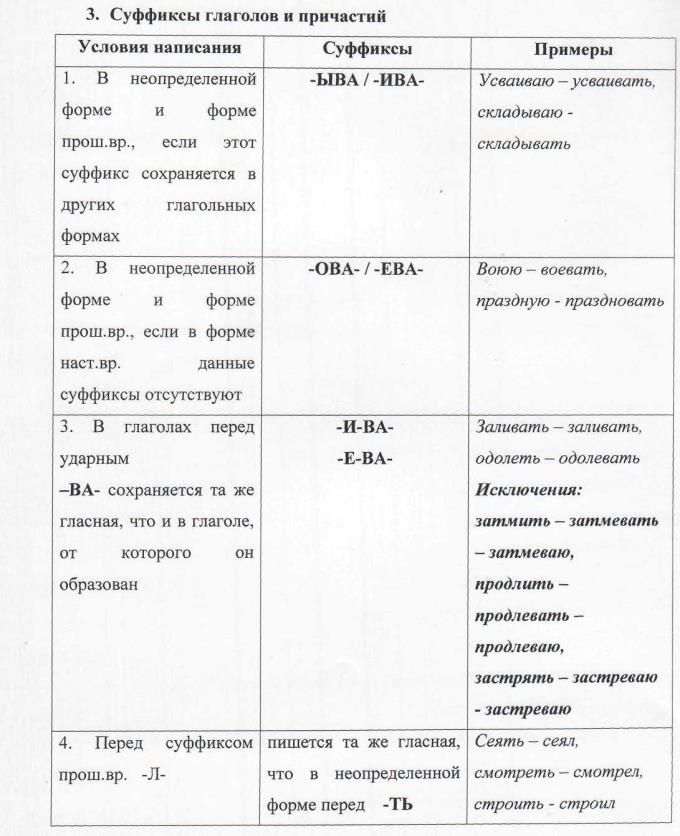 3. Суффиксы глаголов и причастий
Условия написания
Суффиксы
Примеры
1. В неопределенной
форме и форме
прош.вр., если этот
суффикс сохраняется в
других глагольных
формах
-ЫВА / -ИВА-
Усваиваю – усваивать,
складываю -
складывать
2. В неопределенной
форме и форме
прош.вр., если в форме
наст.вр. данные
суффиксы отсутствуют
-ОВА- / -ЕВА-
Воюю – воевать,
праздную - праздновать
3. В глаголах перед
ударным
–ВА- сохраняется та же
гласная, что и в глаголе,
от которого он
образован
-И-ВА-
-Е-ВА-
Заливать – заливать,
одолеть – одолевать
Исключения:
затмить – затмевать
– затмеваю,
продлить –
продлевать –
продлеваю,
застрять – застреваю
- застреваю
4. Перед суффиксом
прош.вр. -Л-
пишется та же гласная,
что в неопределенной
форме перед -ТЬ
Сеять – сеял,
смотреть – смотрел,
строить - строил